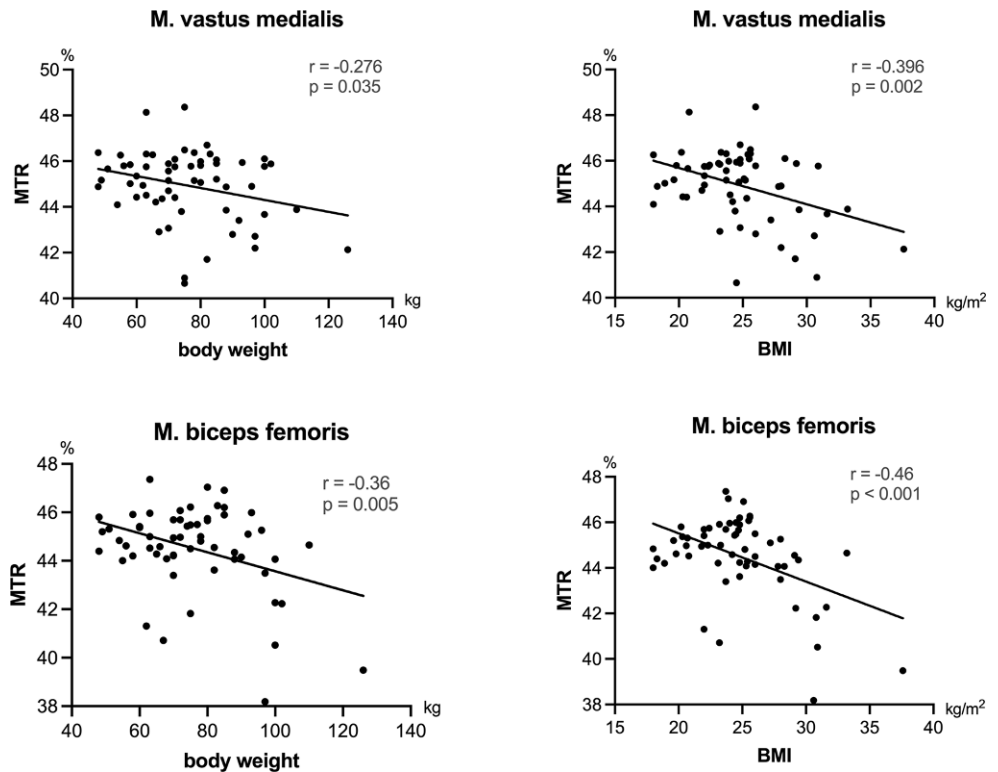 M. vastus medialis
%
r = -0.276
p = 0.035
50
48
46
44
42
40
MTR
40
60
80
100
120
140
kg
body weight
M. vastus medialis
%
r = -0.396
p = 0.002
50
48
46
44
42
40
MTR
15
20
25
30
35
40
kg/m²
BMI
M. biceps femoris
%
r = -0.36
p = 0.005
48
46
44
42
40
38
MTR
40
60
80
100
120
140
kg
body weight
M. biceps femoris
%
r = -0.46
p < 0.001
48
46
44
42
40
38
MTR
15
20
25
30
35
40
kg/m²
BMI